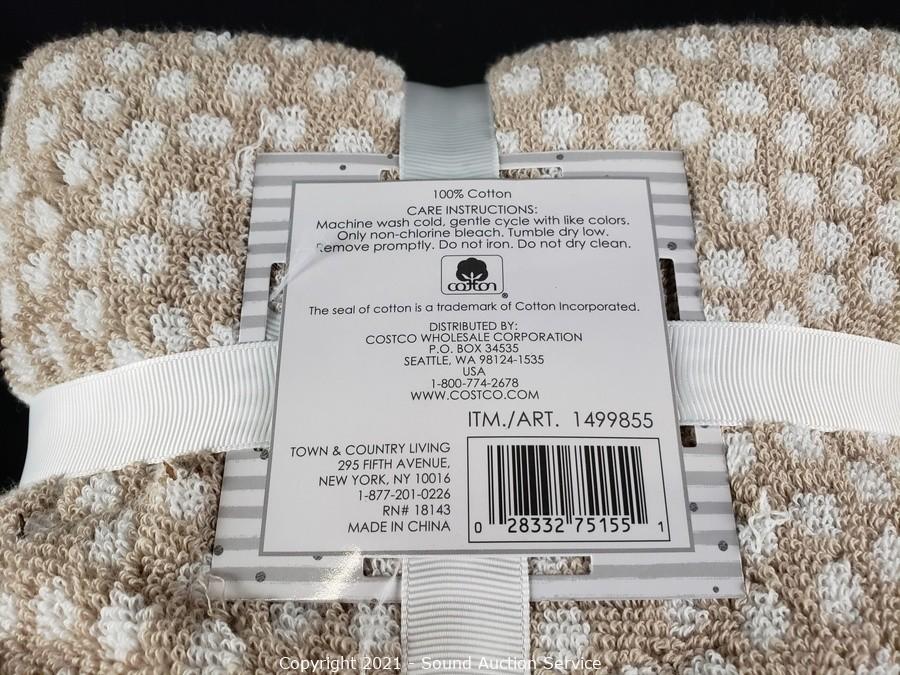 100% Cotton
CARE INSTRUCTIONS:
Machine wash cold, gentle cycle with like colors.
Only non-chlorine bleach. Tumble dry low.
Remove promptly. Do not iron. Do not dry clean.
cotton®
The seal of cotton is a trademark of Cotton Incorporated.
DISTRIBUTED BY:
COSTCO WHOLESALE CORPORATION
P.O. BOX 34535
SEATTLE, WA 98124-1535
USA
1-800-774-2678
WWW.COSTCO.COM
ITM./ART. 1499855
TOWN & COUNTRY LIVING
295 FIFTH AVENUE,
NEW YORK, NY 10016
1-877-201-0226
RN# 18143
MADE IN CHINA
0 28332 75155 1
Copyright 2021 - Sound Auction Service